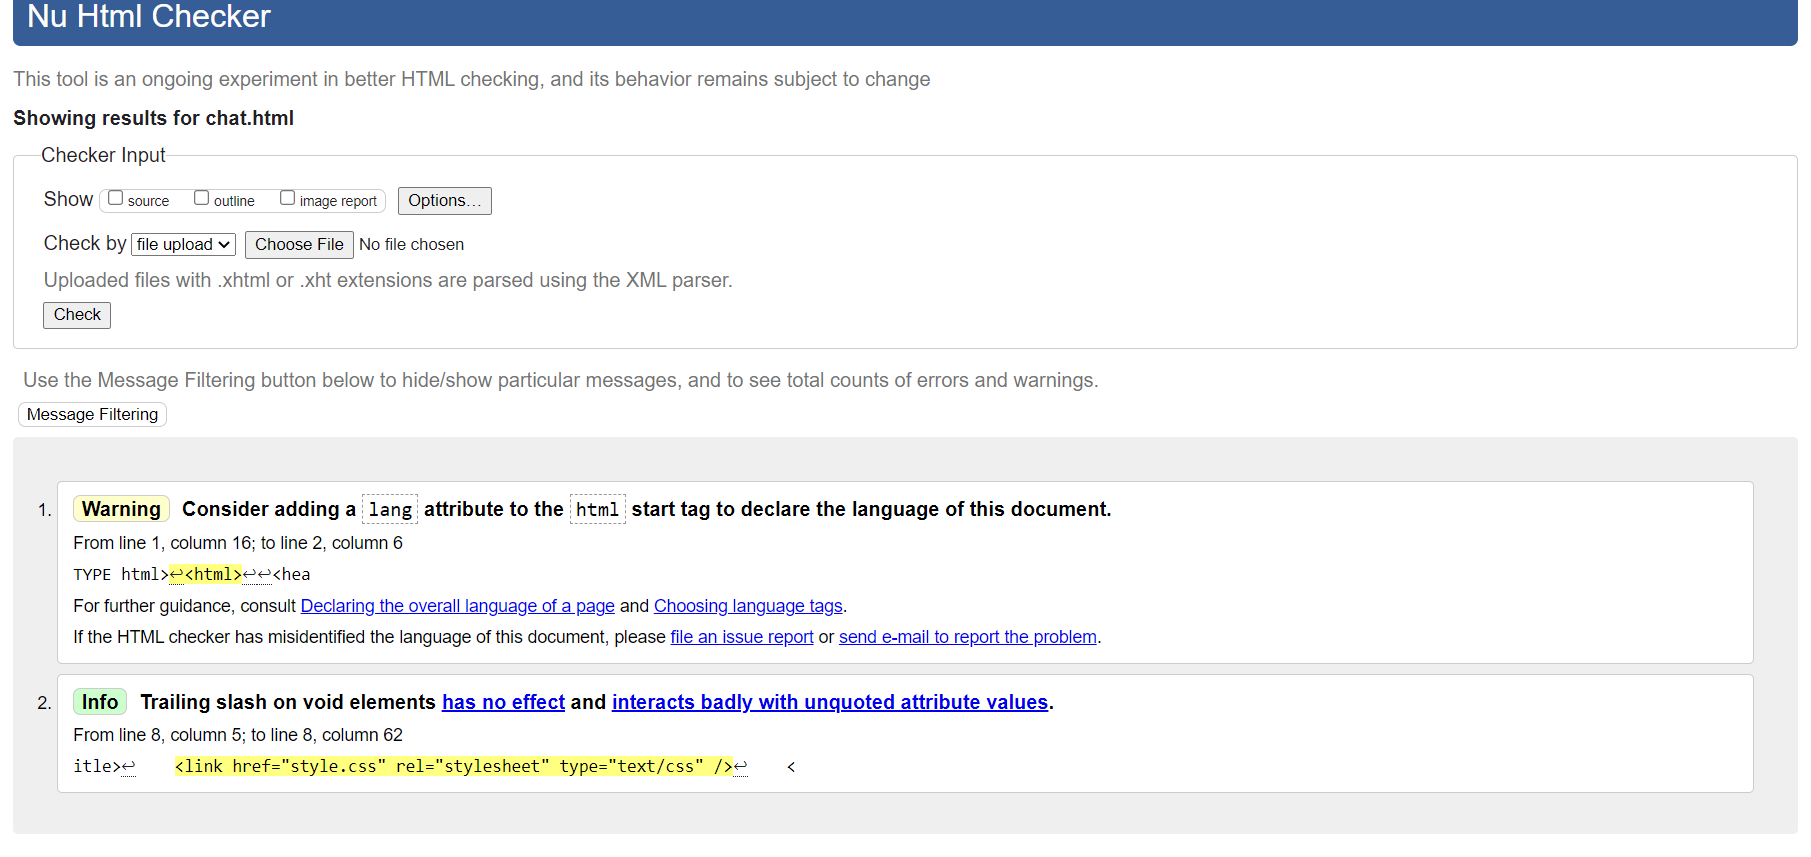 Nu Html Checker
This tool is an ongoing experiment in better HTML checking, and its behavior remains subject to change
Showing results for chat.html
Checker Input
Show source outline image report Options...
Check by file upload Choose File No file chosen
Uploaded files with .xhtml or .xht extensions are parsed using the XML parser.
Check
Use the Message Filtering button below to hide/show particular messages, and to see total counts of errors and warnings.
Message Filtering
1. Warning Consider adding a lang attribute to the html start tag to declare the language of this document.
From line 1, column 16; to line 2, column 6
TYPE html>↩<html>↩↩<hea
For further guidance, consult Declaring the overall language of a page and Choosing language tags.
If the HTML checker has misidentified the language of this document, please file an issue report or send e-mail to report the problem.
2. Info Trailing slash on void elements has no effect and interacts badly with unquoted attribute values.
From line 8, column 5; to line 8, column 62
itle>↩    <link href="style.css" rel="stylesheet" type="text/css" />↩    <